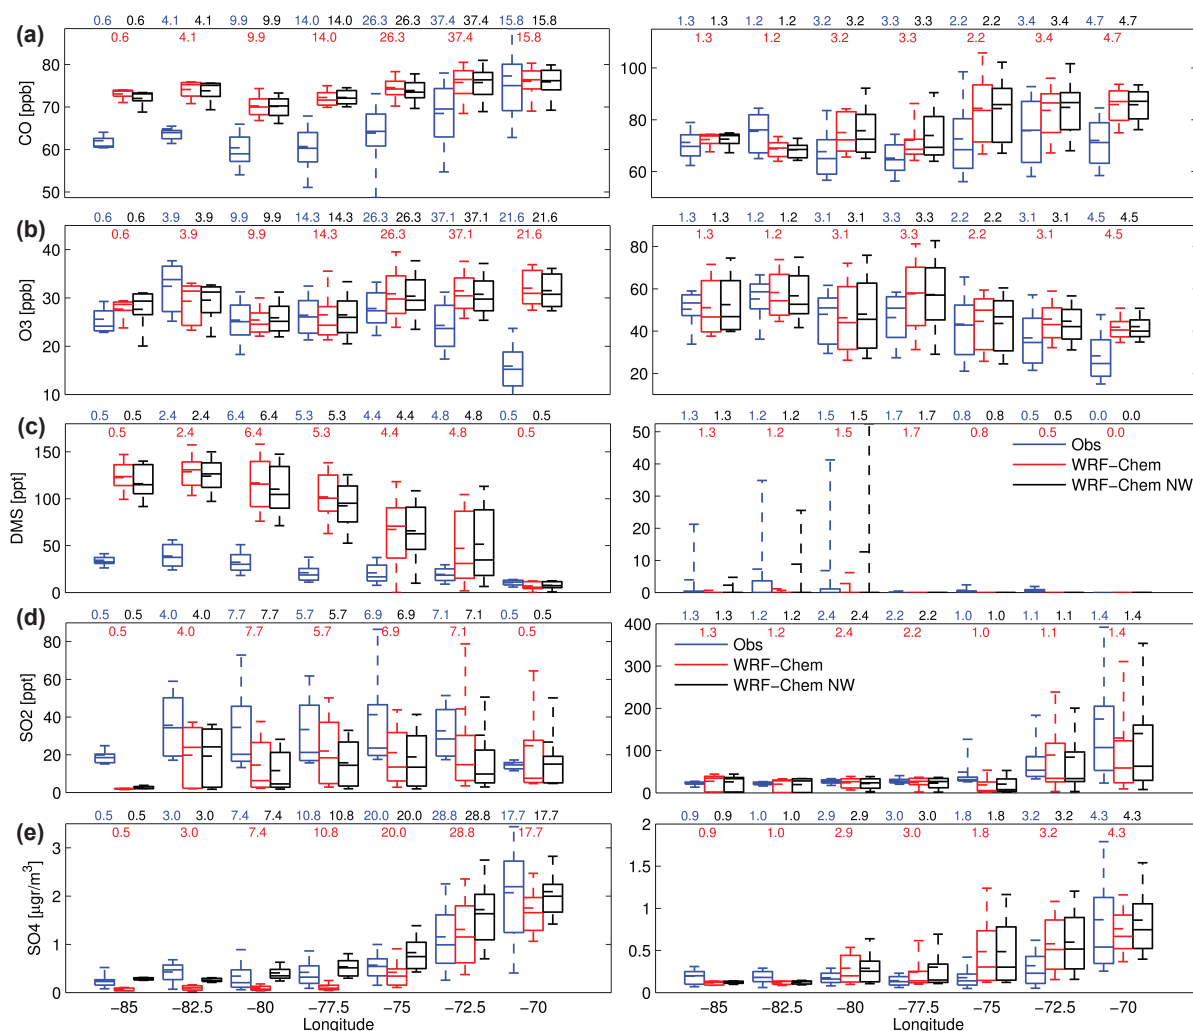 0.6 0.6 4.1 4.1 9.9 9.9 14.0 14.0 26.3 26.3 37.4 37.4 15.8 15.8
0.6 4.1 9.9 14.0 26.3 37.4 15.8
(a)
CO [ppb]
100
90
80
70
60
50
1.3 1.3 1.2 1.2 3.2 3.2 3.3 3.3 2.2 2.2 3.4 3.4 4.7 4.7
1.3 1.2 3.2 3.3 2.2 3.4 4.7
100
80
60
0.6 0.6 3.9 3.9 9.9 9.9 14.3 14.3 26.3 26.3 37.1 37.1 21.6 21.6
0.6 3.9 9.9 14.3 26.3 37.1 21.6
(b)
O3 [ppb]
40
30
20
10
1.3 1.3 1.2 1.2 3.1 3.1 3.3 3.3 2.2 2.2 3.1 3.1 4.5 4.5
1.3 1.2 3.1 3.3 2.2 3.1 4.5
80
60
40
20
0.5 0.5 2.4 2.4 6.4 6.4 5.3 5.3 4.4 4.4 4.8 4.8 0.5 0.5
0.5 2.4 6.4 5.3 4.4 4.8 0.5
(c)
DMS [ppt]
150
100
50
0
1.3 1.3 1.2 1.2 1.5 1.5 1.7 1.7 0.8 0.8 0.5 0.5 0.0 0.0
1.3 1.2 1.5 1.7 0.8 0.5 0.0
50
40
30
20
10
0
Obs
WRF-Chem
WRF-Chem NW
0.5 0.5 4.0 4.0 7.7 7.7 5.7 5.7 6.9 6.9 7.1 7.1 0.5 0.5
0.5 4.0 7.7 5.7 6.9 7.1 0.5
(d)
SO2 [ppt]
80
60
40
20
0
1.3 1.3 1.2 1.2 2.4 2.4 2.2 2.2 1.0 1.0 1.1 1.1 1.4 1.4
1.3 1.2 2.4 2.2 1.0 1.1 1.4
400
300
200
100
0
Obs
WRF-Chem
WRF-Chem NW
0.5 0.5 3.0 3.0 7.4 7.4 10.8 10.8 20.0 20.0 28.8 28.8 17.7 17.7
0.5 3.0 7.4 10.8 20.0 28.8 17.7
(e)
SO4 [µgr/m³]
3
2
1
0
−85 −82.5 −80 −77.5 −75 −72.5 −70
Longitude
0.9 0.9 1.0 1.0 2.9 2.9 3.0 3.0 1.8 1.8 3.2 3.2 4.3 4.3
0.9 1.0 2.9 3.0 1.8 3.2 4.3
2
1.5
1
0.5
0
−85 −82.5 −80 −77.5 −75 −72.5 −70
Longitude